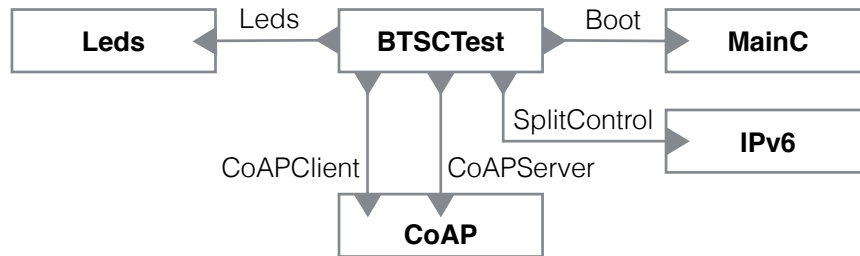 Leds
Leds
BTSCTest
Boot
MainC
SplitControl
IPv6
CoAPClient
CoAPServer
CoAP